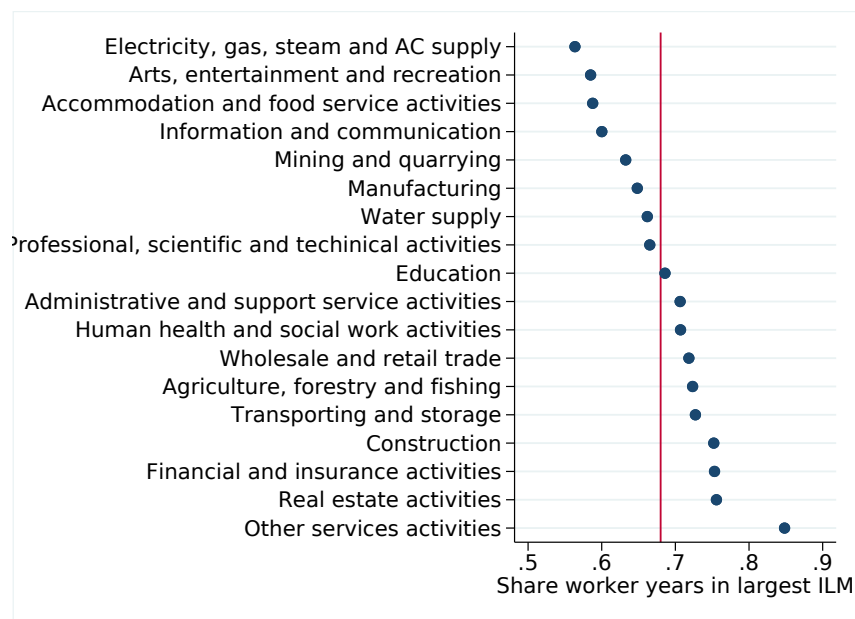 Electricity, gas, steam and AC supply
Arts, entertainment and recreation
Accommodation and food service activities
Information and communication
Mining and quarrying
Manufacturing
Water supply
Professional, scientific and techinical activities
Education
Administrative and support service activities
Human health and social work activities
Wholesale and retail trade
Agriculture, forestry and fishing
Transporting and storage
Construction
Financial and insurance activities
Real estate activities
Other services activities
.5 .6 .7 .8 .9
Share worker years in largest ILM